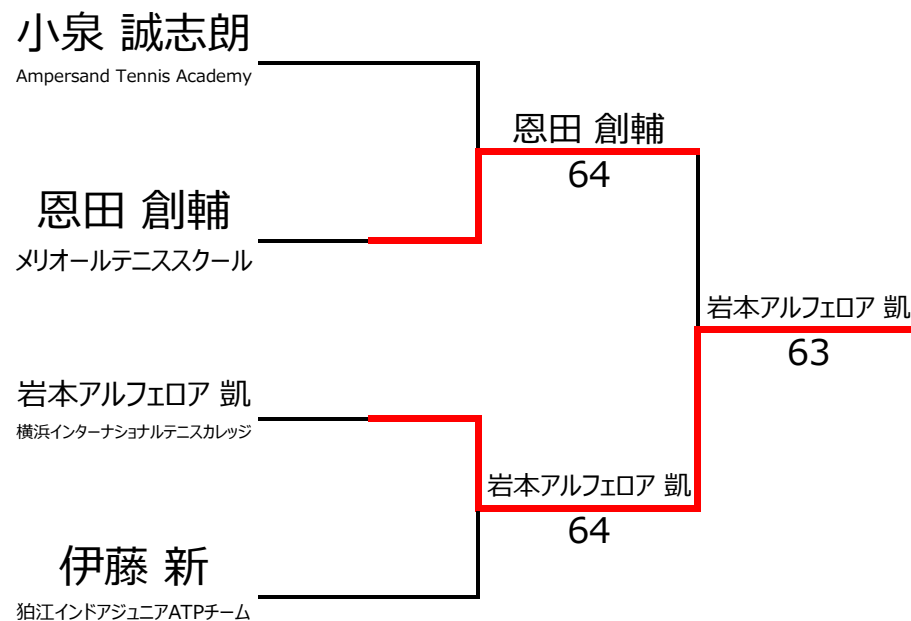 小泉 誠志朗
Ampersand Tennis Academy
恩田 創輔
64
恩田 創輔
メリオールテニススクール
岩本アルフェロア 凱
63
岩本アルフェロア 凱
横浜インターナショナルテニスカレッジ
岩本アルフェロア 凱
64
伊藤 新
狛江インドアジュニアATPチーム